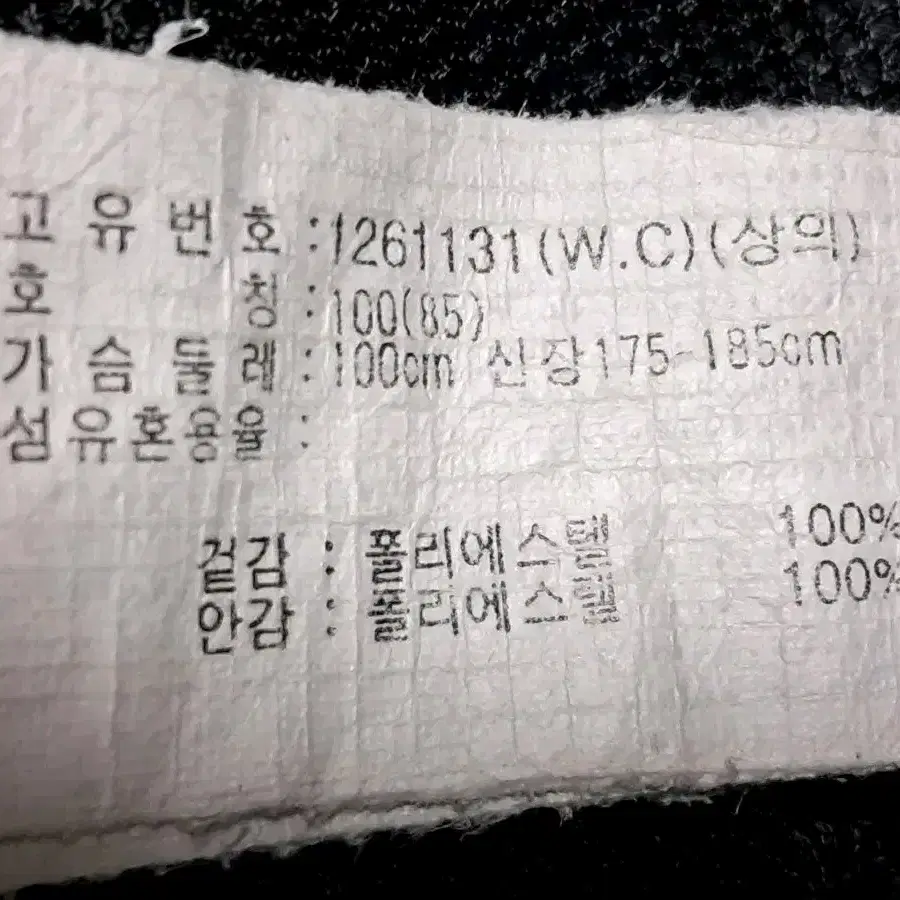 고유번호:1261131(W.C)(상의)
호칭:100(85)
가슴둘레:100cm 신장175-185cm
섬유혼용율:
겉감:폴리에스텔 100%
안감:폴리에스텔 100%